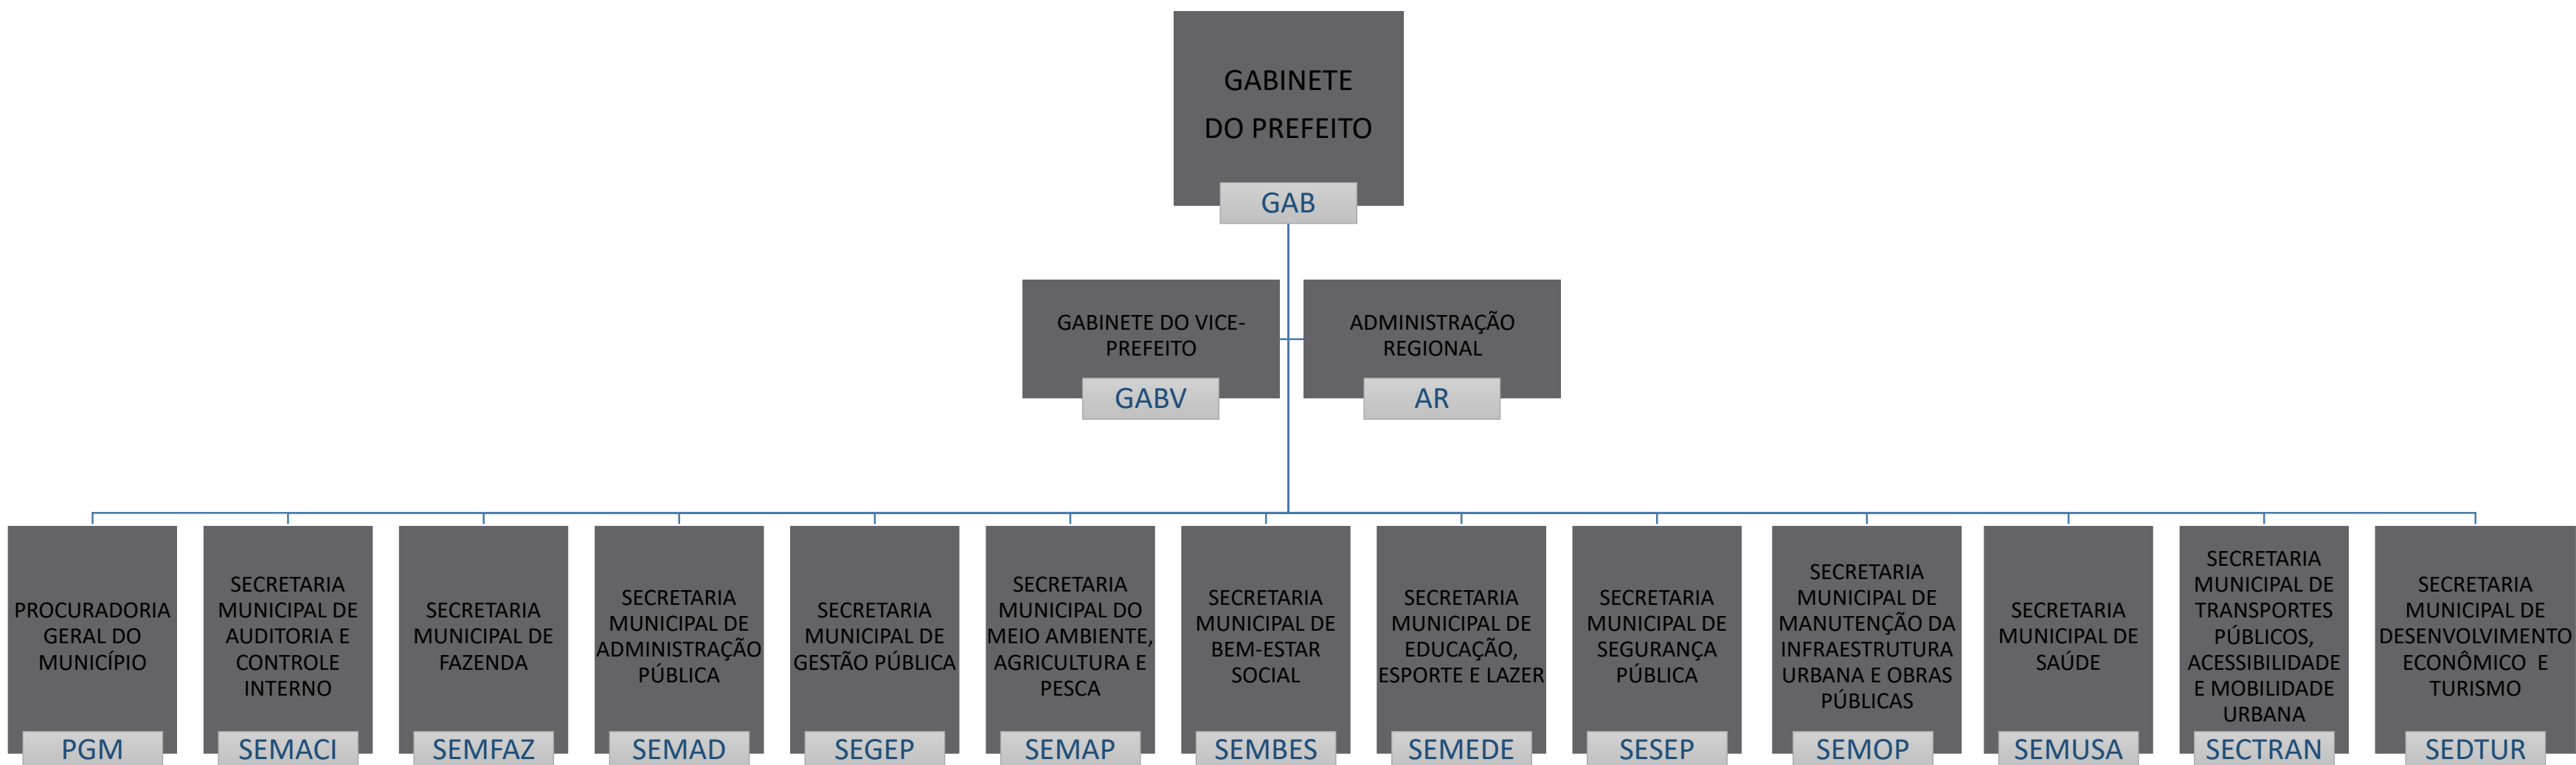 GABINETE
DO PREFEITO
GAB
GABINETE DO VICE-
PREFEITO
GABV
ADMINISTRAÇÃO
REGIONAL
AR
PROCURADORIA
GERAL DO
MUNICÍPIO
PGM
SECRETARIA
MUNICIPAL DE
AUDITORIA E
CONTROLE
INTERNO
SEMACI
SECRETARIA
MUNICIPAL DE
FAZENDA
SEMFAZ
SECRETARIA
MUNICIPAL DE
ADMINISTRAÇÃO
PÚBLICA
SEMAD
SECRETARIA
MUNICIPAL DE
GESTÃO PÚBLICA
SEGEP
SECRETARIA
MUNICIPAL DO
MEIO AMBIENTE,
AGRICULTURA E
PESCA
SEMAP
SECRETARIA
MUNICIPAL DE
BEM-ESTAR
SOCIAL
SEMBES
SECRETARIA
MUNICIPAL DE
EDUCAÇÃO,
ESPORTE E LAZER
SEMEDE
SECRETARIA
MUNICIPAL DE
SEGURANÇA
PÚBLICA
SESEP
SECRETARIA
MUNICIPAL DE
MANUTENÇÃO DA
INFRAESTRUTURA
URBANA E OBRAS
PÚBLICAS
SEMOP
SECRETARIA
MUNICIPAL DE
SAÚDE
SEMUSA
SECRETARIA
MUNICIPAL DE
TRANSPORTES
PÚBLICOS,
ACESSIBILIDADE
E MOBILIDADE
URBANA
SECTRAN
SECRETARIA
MUNICIPAL DE
DESENVOLVIMENTO
ECONÔMICO E
TURISMO
SEDTUR